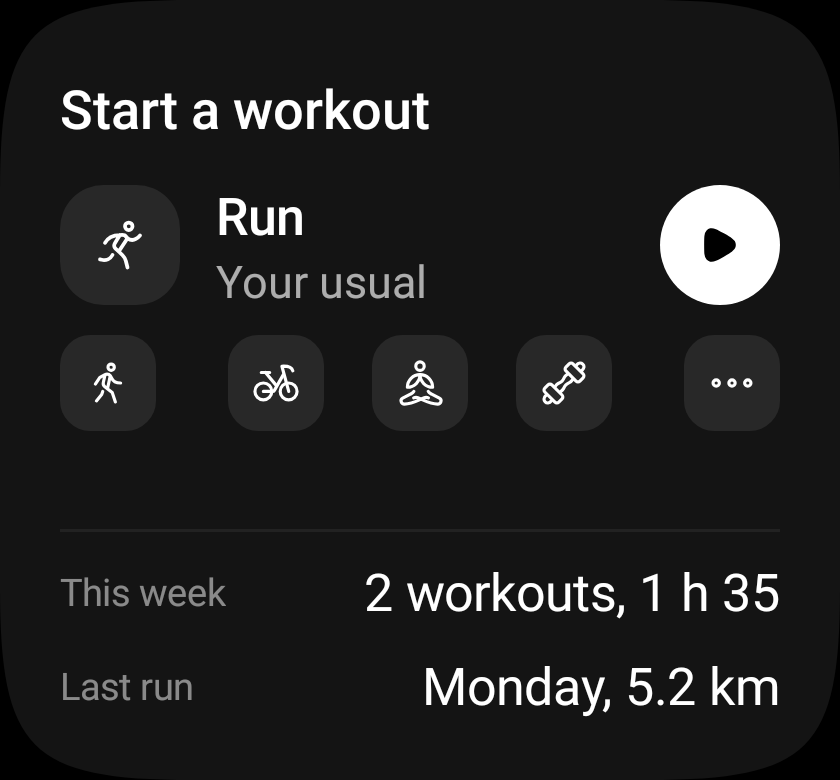 Start a workout
Run
Your usual
This week
2 workouts, 1 h 35
Last run
Monday, 5.2 km